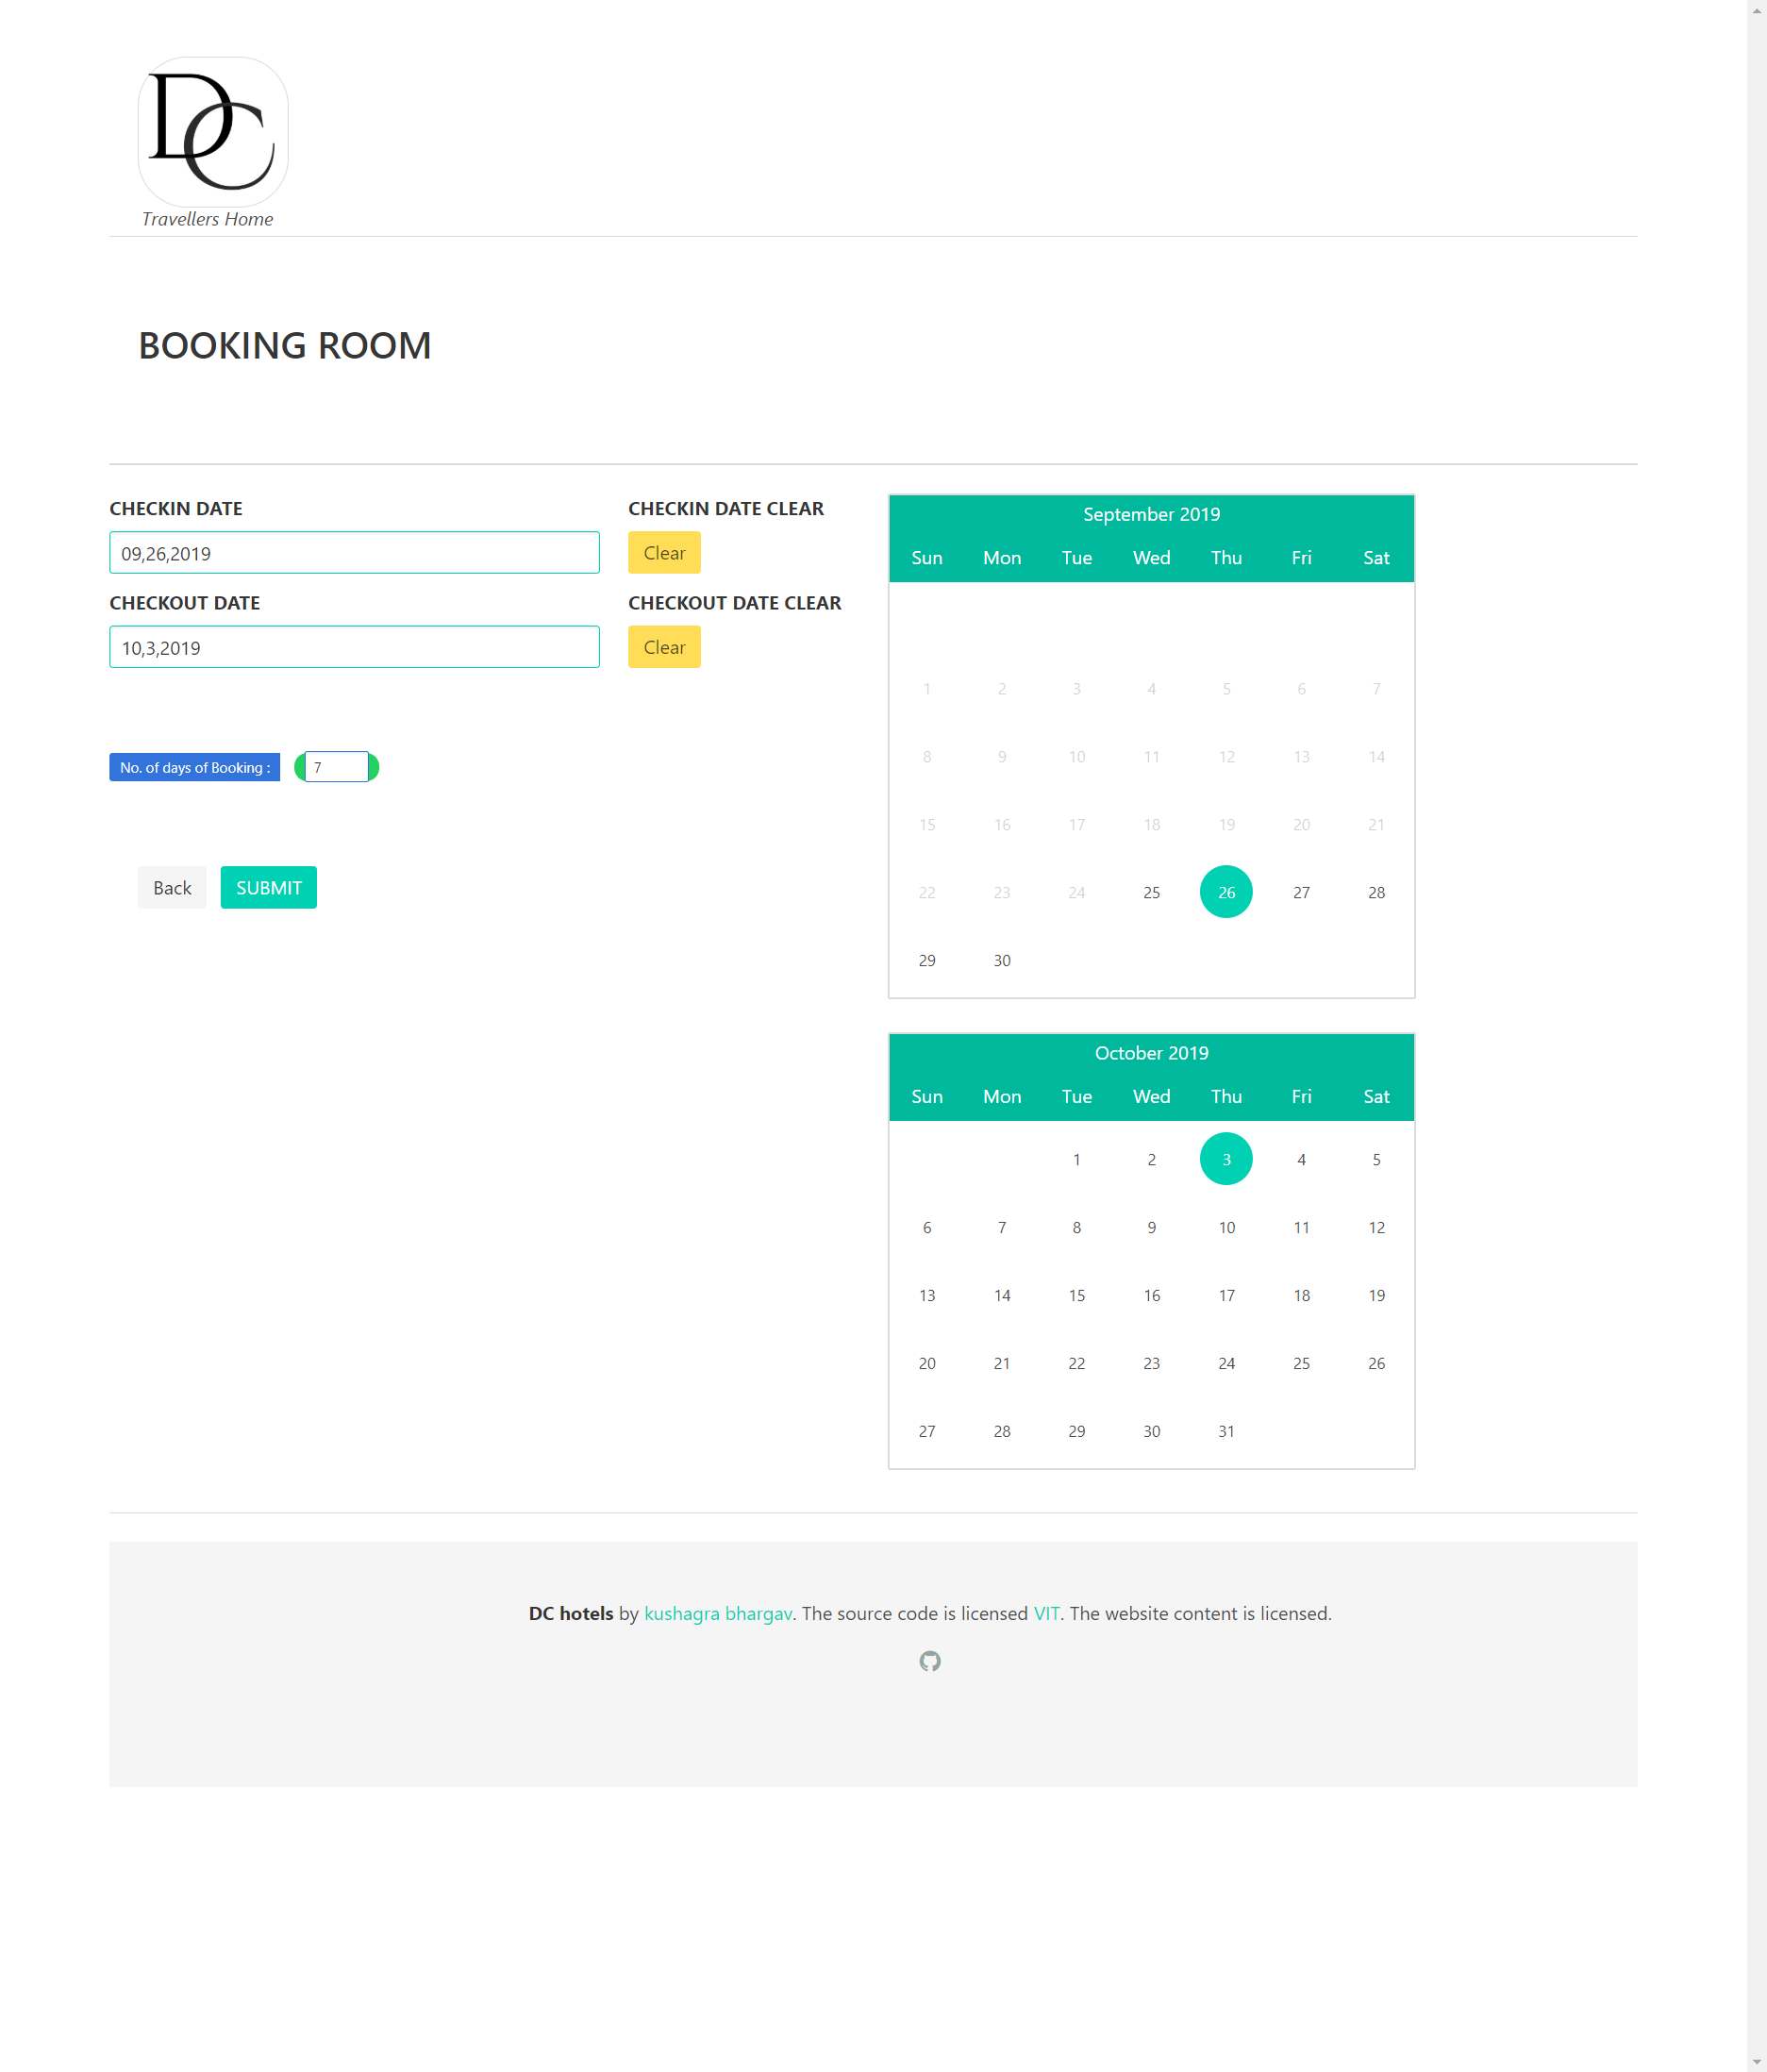 DC
Travellers Home
BOOKING ROOM
CHECKIN DATE
09,26,2019
CHECKIN DATE CLEAR
Clear
CHECKOUT DATE
10,3,2019
CHECKOUT DATE CLEAR
Clear
No. of days of Booking :
7
Back
SUBMIT
September 2019
Sun Mon Tue Wed Thu Fri Sat
1 2 3 4 5 6 7
8 9 10 11 12 13 14
15 16 17 18 19 20 21
22 23 24 25 26 27 28
29 30
October 2019
Sun Mon Tue Wed Thu Fri Sat
1 2 3 4 5
6 7 8 9 10 11 12
13 14 15 16 17 18 19
20 21 22 23 24 25 26
27 28 29 30 31
DC hotels by kushagra bhargav. The source code is licensed VIT. The website content is licensed.